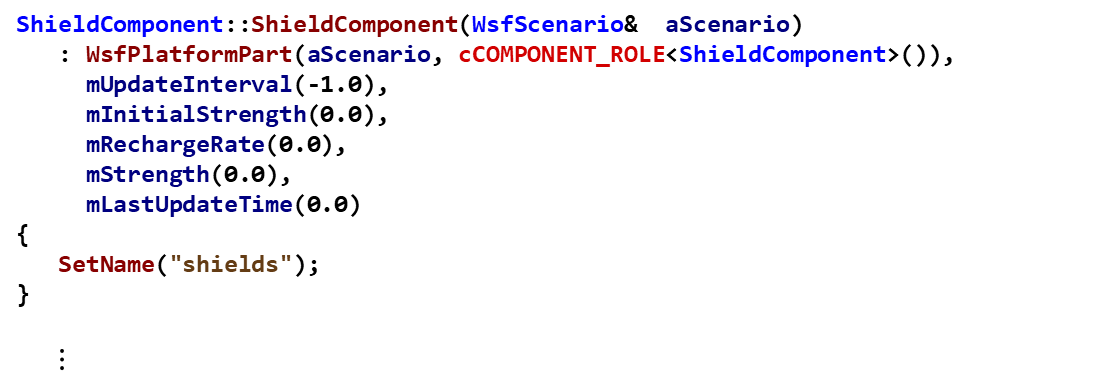 ShieldComponent::ShieldComponent(WsfScenario&  aScenario)
   : WsfPlatformPart(aScenario, cCOMPONENT_ROLE<ShieldComponent>()),
     mUpdateInterval(-1.0),
     mInitialStrength(0.0),
     mRechargeRate(0.0),
     mStrength(0.0),
     mLastUpdateTime(0.0)
{
   SetName("shields");
}
   ⋮